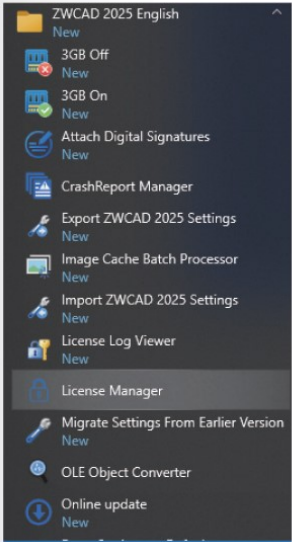 ZWCAD 2025 English
New
3GB Off
New
3GB On
New
Attach Digital Signatures
New
CrashReport Manager
Export ZWCAD 2025 Settings
New
Image Cache Batch Processor
New
Import ZWCAD 2025 Settings
New
License Log Viewer
New
License Manager
Migrate Settings From Earlier Version
New
OLE Object Converter
Online update
New